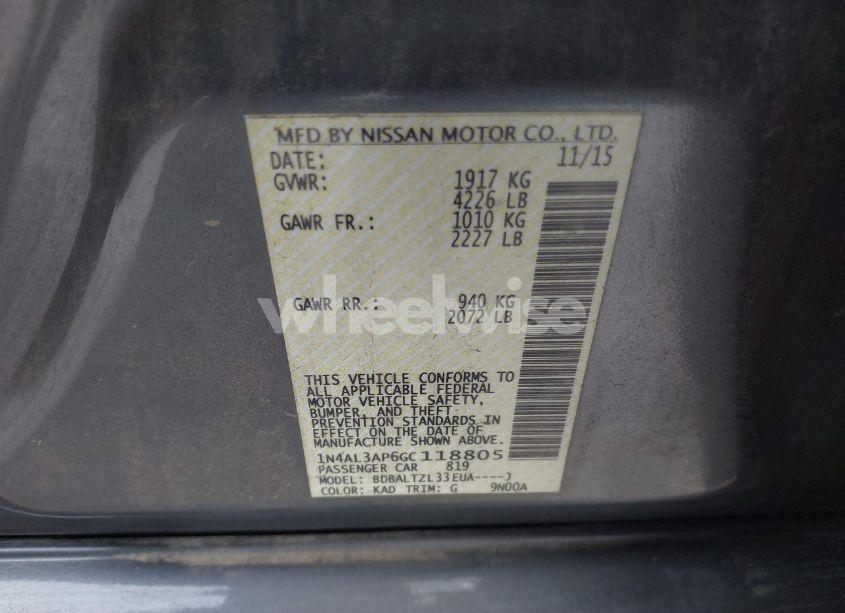 MFD BY NISSAN MOTOR CO., LTD.
DATE: 11/15
GVWR: 1917 KG
4226 LB
GAWR FR.: 1010 KG
2227 LB
GAWR RR.: 940 KG
2072 LB
wheelwise
THIS VEHICLE CONFORMS TO
ALL APPLICABLE FEDERAL
MOTOR VEHICLE SAFETY,
BUMPER, AND THEFT
PREVENTION STANDARDS IN
EFFECT ON THE DATE OF
MANUFACTURE SHOWN ABOVE.
1N4AL3AP6GC118805
PASSENGER CAR 819
MODEL: BDBALTZL33EUA----J
COLOR: KAD TRIM: G 9N00A